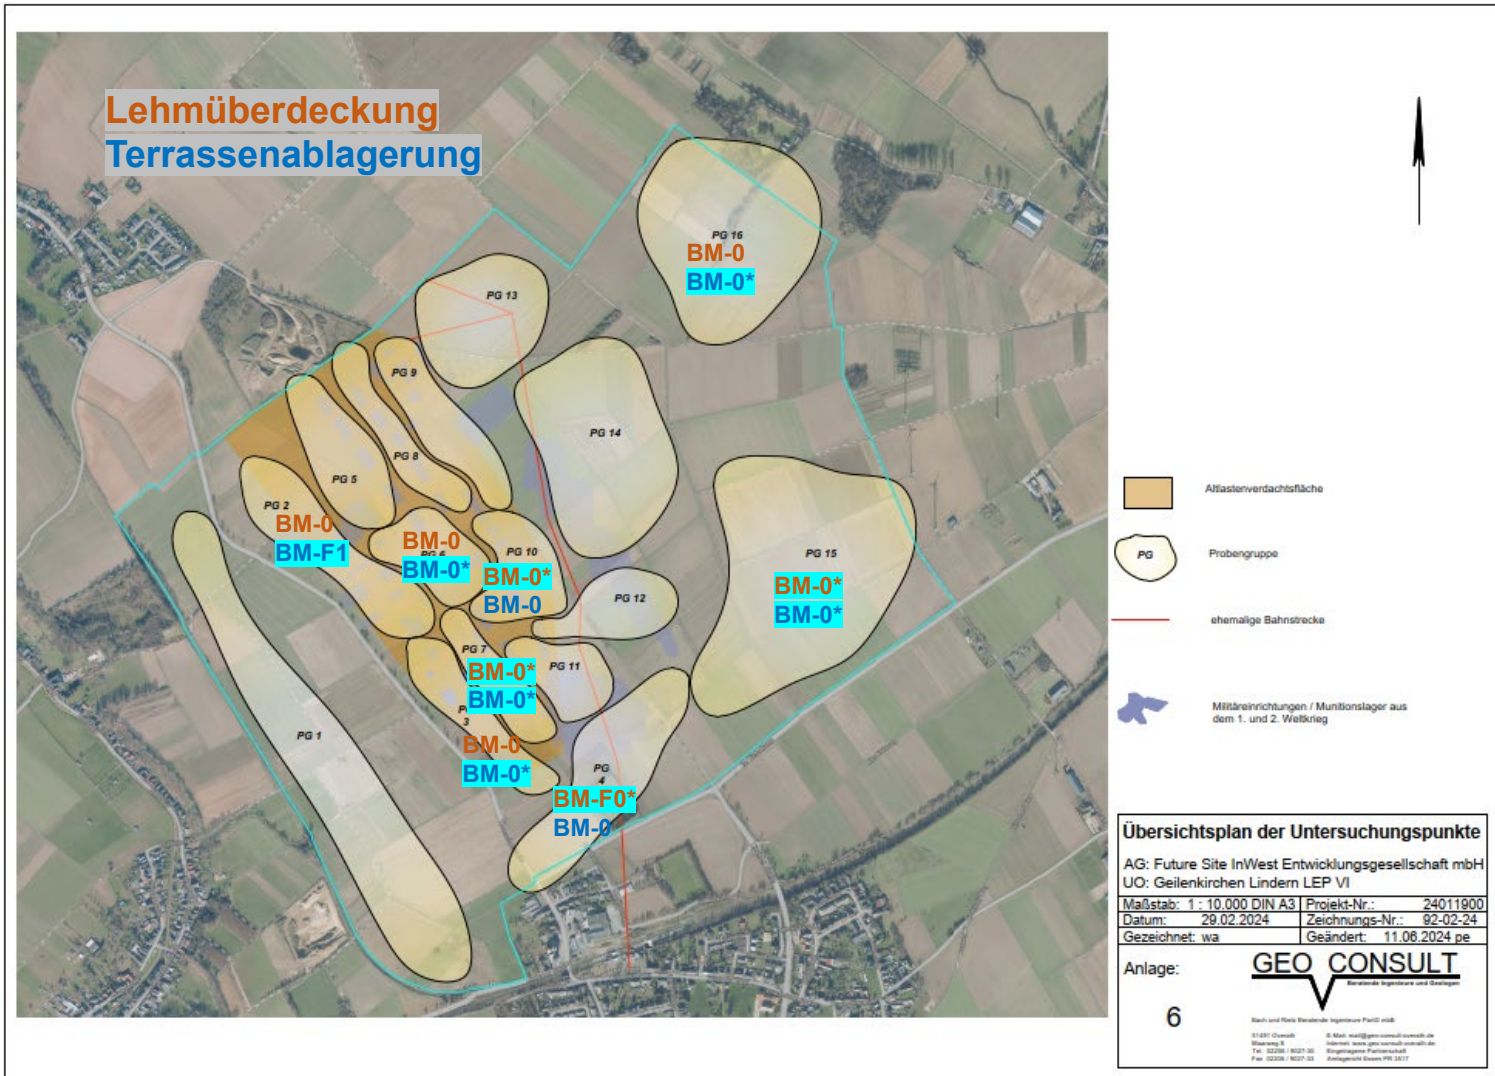 Lehmüberdeckung
Terrassenablagerung
PG 16
BM-0
BM-0*
PG 13
PG 9
PG 14
PG 8
PG 5
PG 2
BM-0
BM-F1
BM-0
BM-0*
PG 10
BM-0*
BM-0
PG 15
BM-0*
BM-0*
PG 12
PG 7
BM-0*
BM-0*
PG 11
3
BM-0
BM-0*
PG 1
PG
4
BM-F0*
BM-0
Altlastenverdachtsfläche
PG
Probengruppe
ehemalige Bahnstrecke
Militäreinrichtungen / Munitionslager aus
dem 1. und 2. Weltkrieg
Übersichtsplan der Untersuchungspunkte
AG: Future Site InWest Entwicklungsgesellschaft mbH
UO: Geilenkirchen Lindern LEP VI
Maßstab: 1 : 10.000 DIN A3 Projekt-Nr.: 24011900
Datum: 29.02.2024 Zeichnungs-Nr.: 92-02-24
Gezeichnet: wa Geändert: 11.06.2024 pe
Anlage:
6
GEO CONSULT
Beratende Ingenieure und Geologen